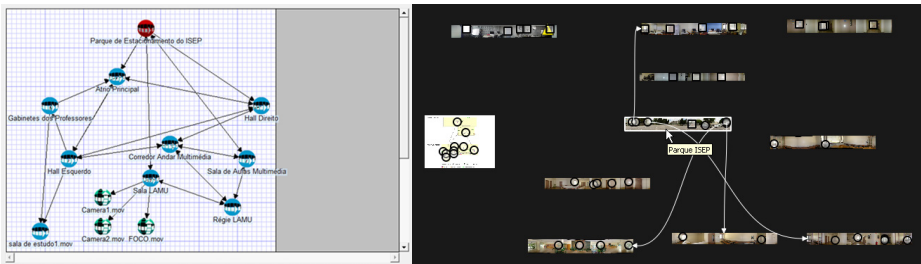 Parque de Estacionamento do ISEP
Átrio Principal
Gabinetes dos Professores
Hall Direito
Corredor Andar Multimédia
Hall Esquerdo
Sala de Aulas Multimédia
Sala LAMU
Camera1.mov
Régie LAMU
sala de estudo1.mov
Camera2.mov
FOCO.mov
Parque ISEP